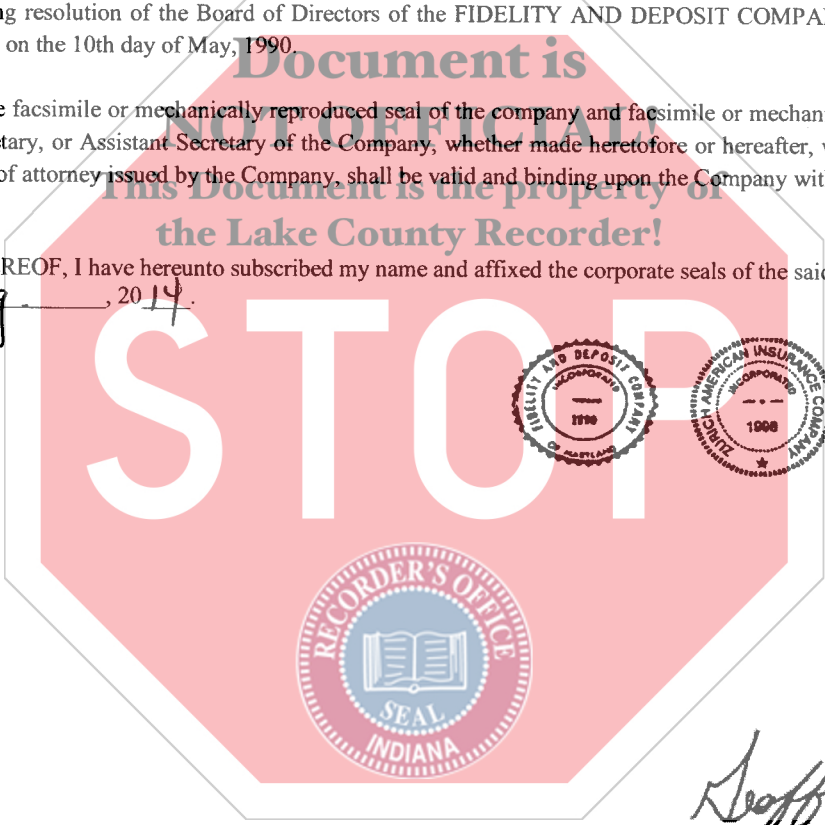 ng resolution of the Board of Directors of the FIDELITY AND DEPOSIT COMPA
on the 10th day of May, 1990.
Document is
NOT OFFICIAL!
e facsimile or mechanically reproduced seal of the company and facsimile or mechan
tary, or Assistant Secretary of the Company, whether made heretofore or hereafter,
of attorney issued by the Company, shall be valid and binding upon the Company wit
This Document is the property of
the Lake County Recorder!
REOF, I have hereunto subscribed my name and affixed the corporate seals of the said
, 20 14.
STOP
FIDELITY AND DEPOSIT COMPANY
INCORPORATED
OF MARYLAND
ZURICH AMERICAN INSURANCE COMPANY
INCORPORATED
1998
RECORDER'S OFFICE
SEAL
INDIANA
Geoff